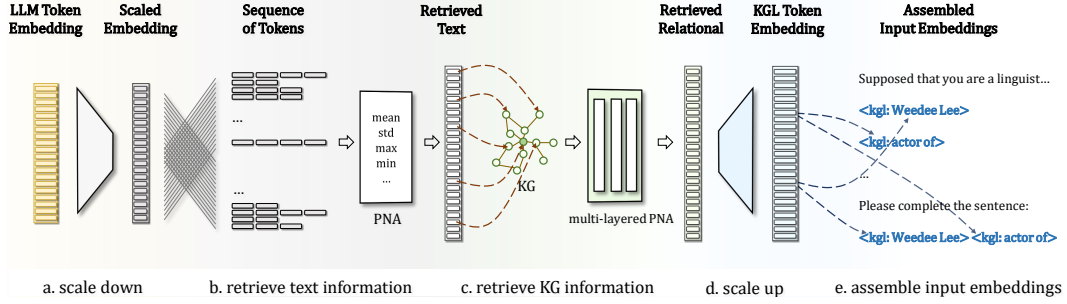 LLM Token
Embedding
Scaled
Embedding
Sequence
of Tokens
Retrieved
Text
Retrieved
Relational
KGL Token
Embedding
Assembled
Input Embeddings
...
...
mean
std
max
min
...
PNA
KG
multi-layered PNA
Supposed that you are a linguist...
<kgl: Weedee Lee>
<kgl: actor of>
...
Please complete the sentence:
<kgl: Weedee Lee> <kgl: actor of>
a. scale down
b. retrieve text information
c. retrieve KG information
d. scale up
e. assemble input embeddings